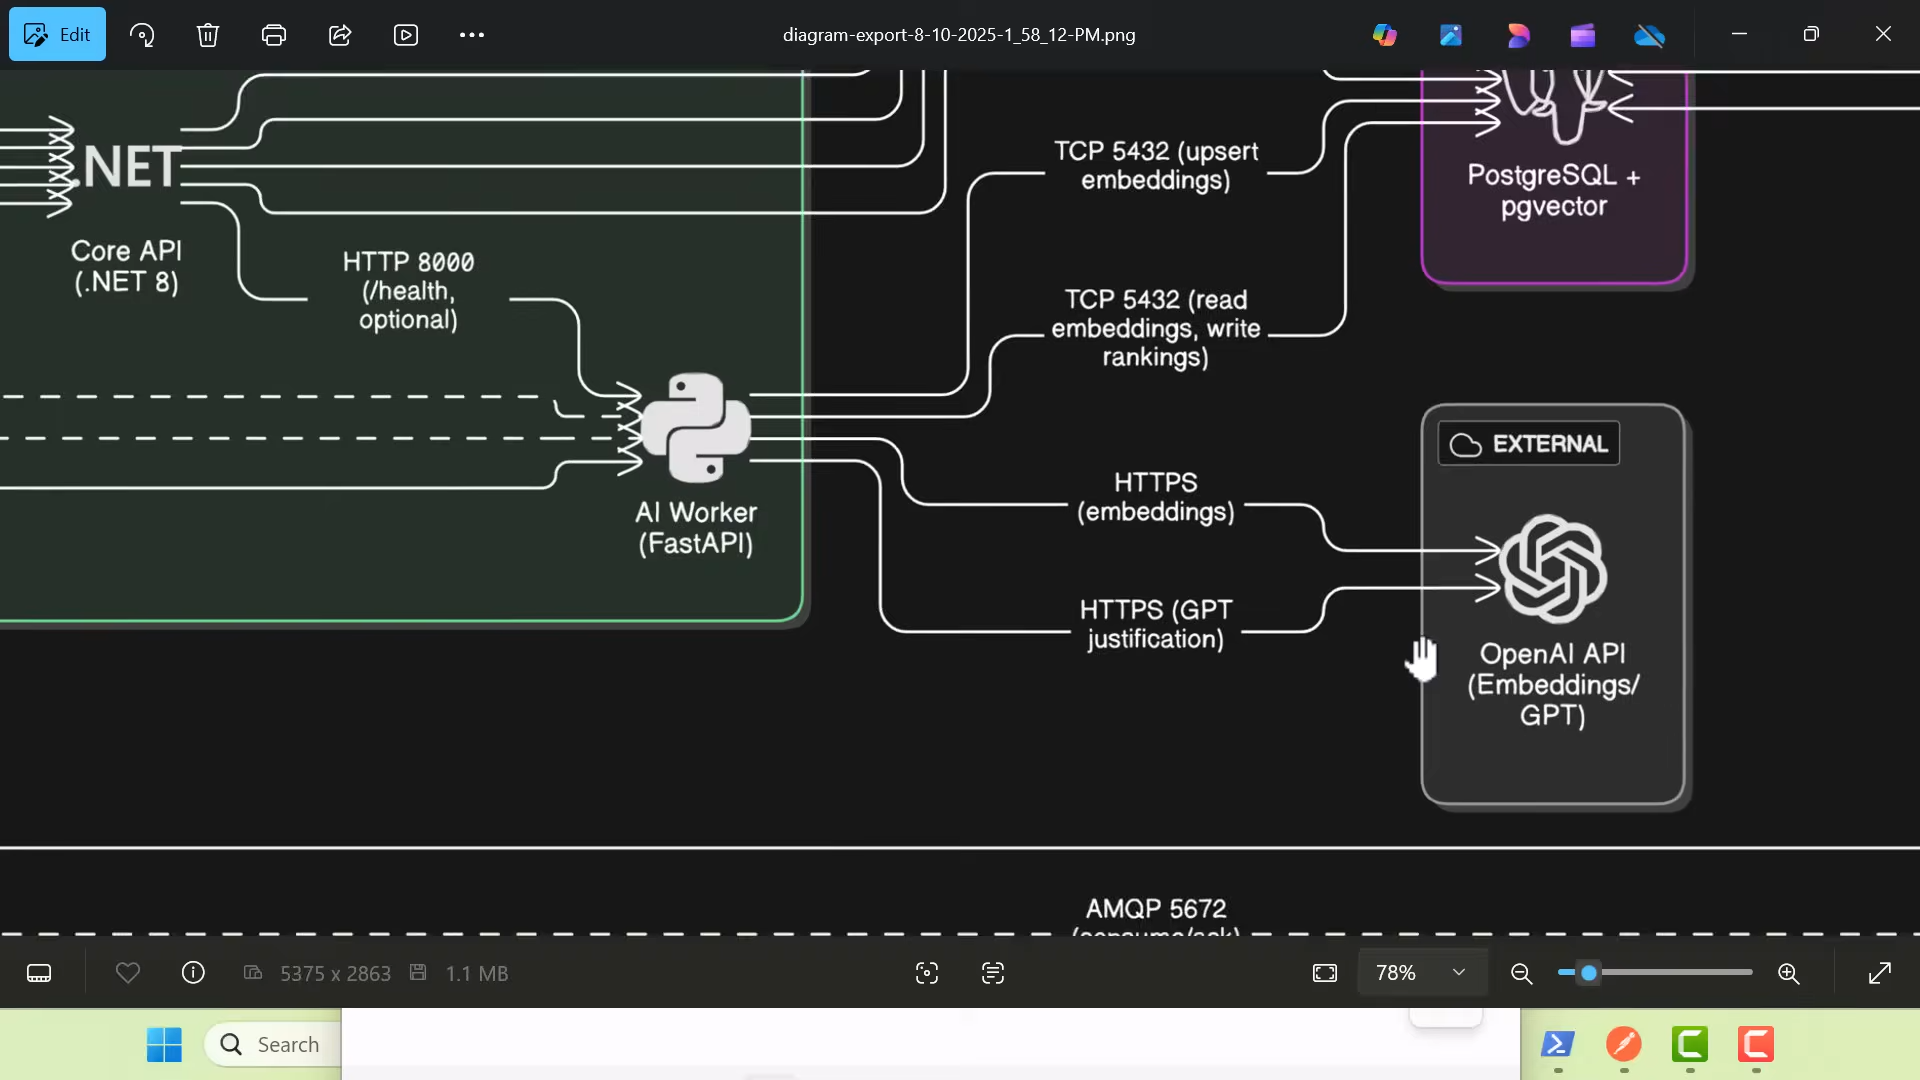 Edit
diagram-export-8-10-2025-1_58_12-PM.png
.NET
Core API
(.NET 8)
HTTP 8000
(/health,
optional)
TCP 5432 (upsert
embeddings)
PostgreSQL +
pgvector
TCP 5432 (read
embeddings, write
rankings)
AI Worker
(FastAPI)
EXTERNAL
HTTPS
(embeddings)
HTTPS (GPT
justification)
OpenAI API
(Embeddings/
GPT)
AMQP 5672
(consume/ack)
5375 x 2863
1.1 MB
78%
Search